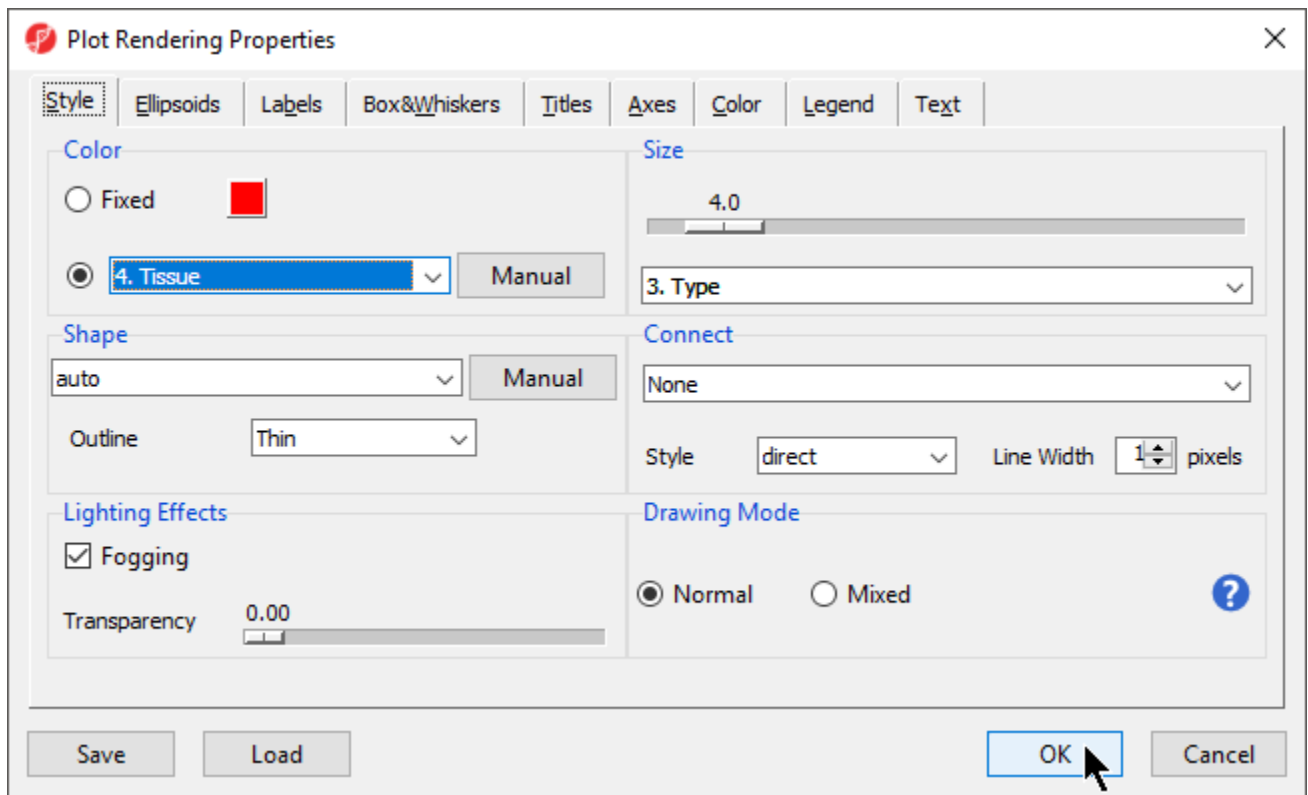 Plot Rendering Properties
Style Ellipsoids Labels Box&Whiskers Titles Axes Color Legend Text
Color
Fixed
4. Tissue Manual
Size
4.0
3. Type
Shape
auto Manual
Outline Thin
Connect
None
Style direct Line Width 1 pixels
Lighting Effects
Fogging
Transparency 0.00
Drawing Mode
Normal Mixed ?
Save Load OK Cancel